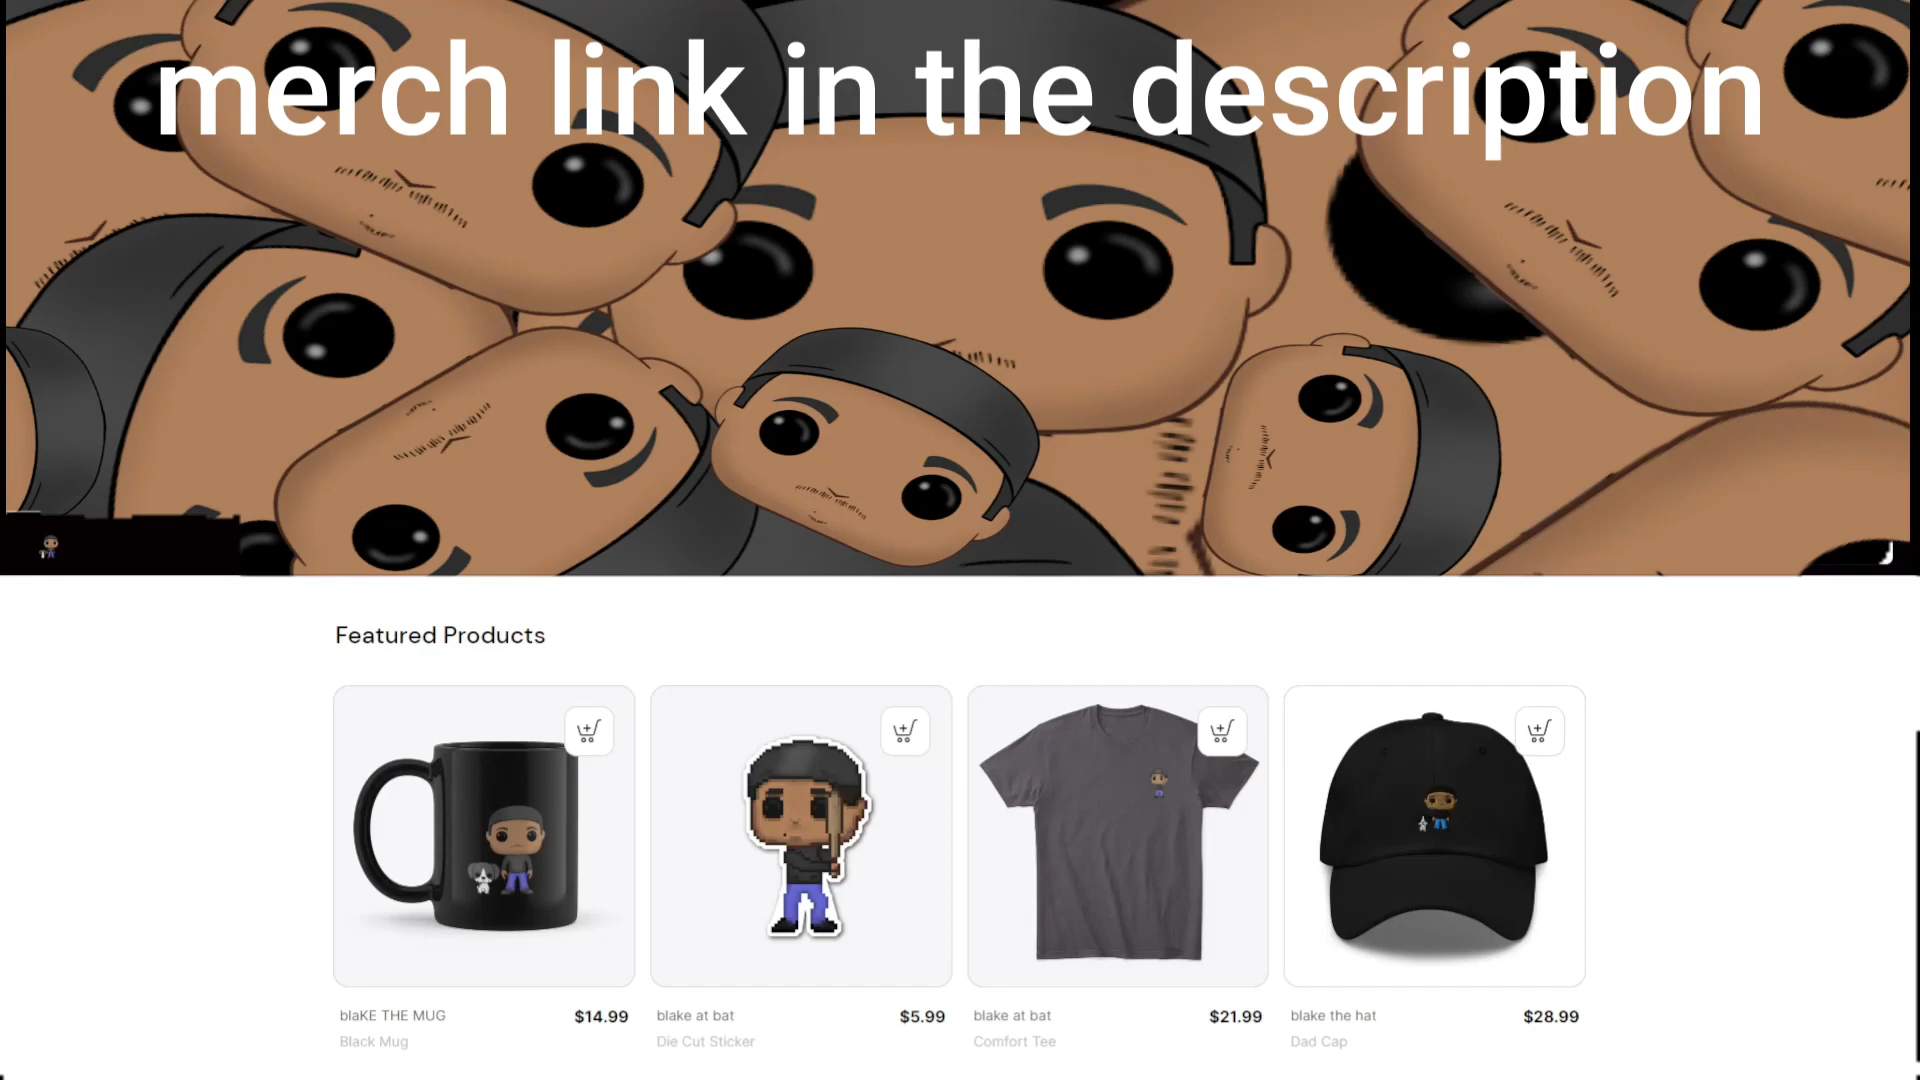 merch link in the description
Featured Products
blaKE THE MUG $14.99
Black Mug
blake at bat $5.99
Die Cut Sticker
blake at bat $21.99
Comfort Tee
blake the hat $28.99
Dad Cap